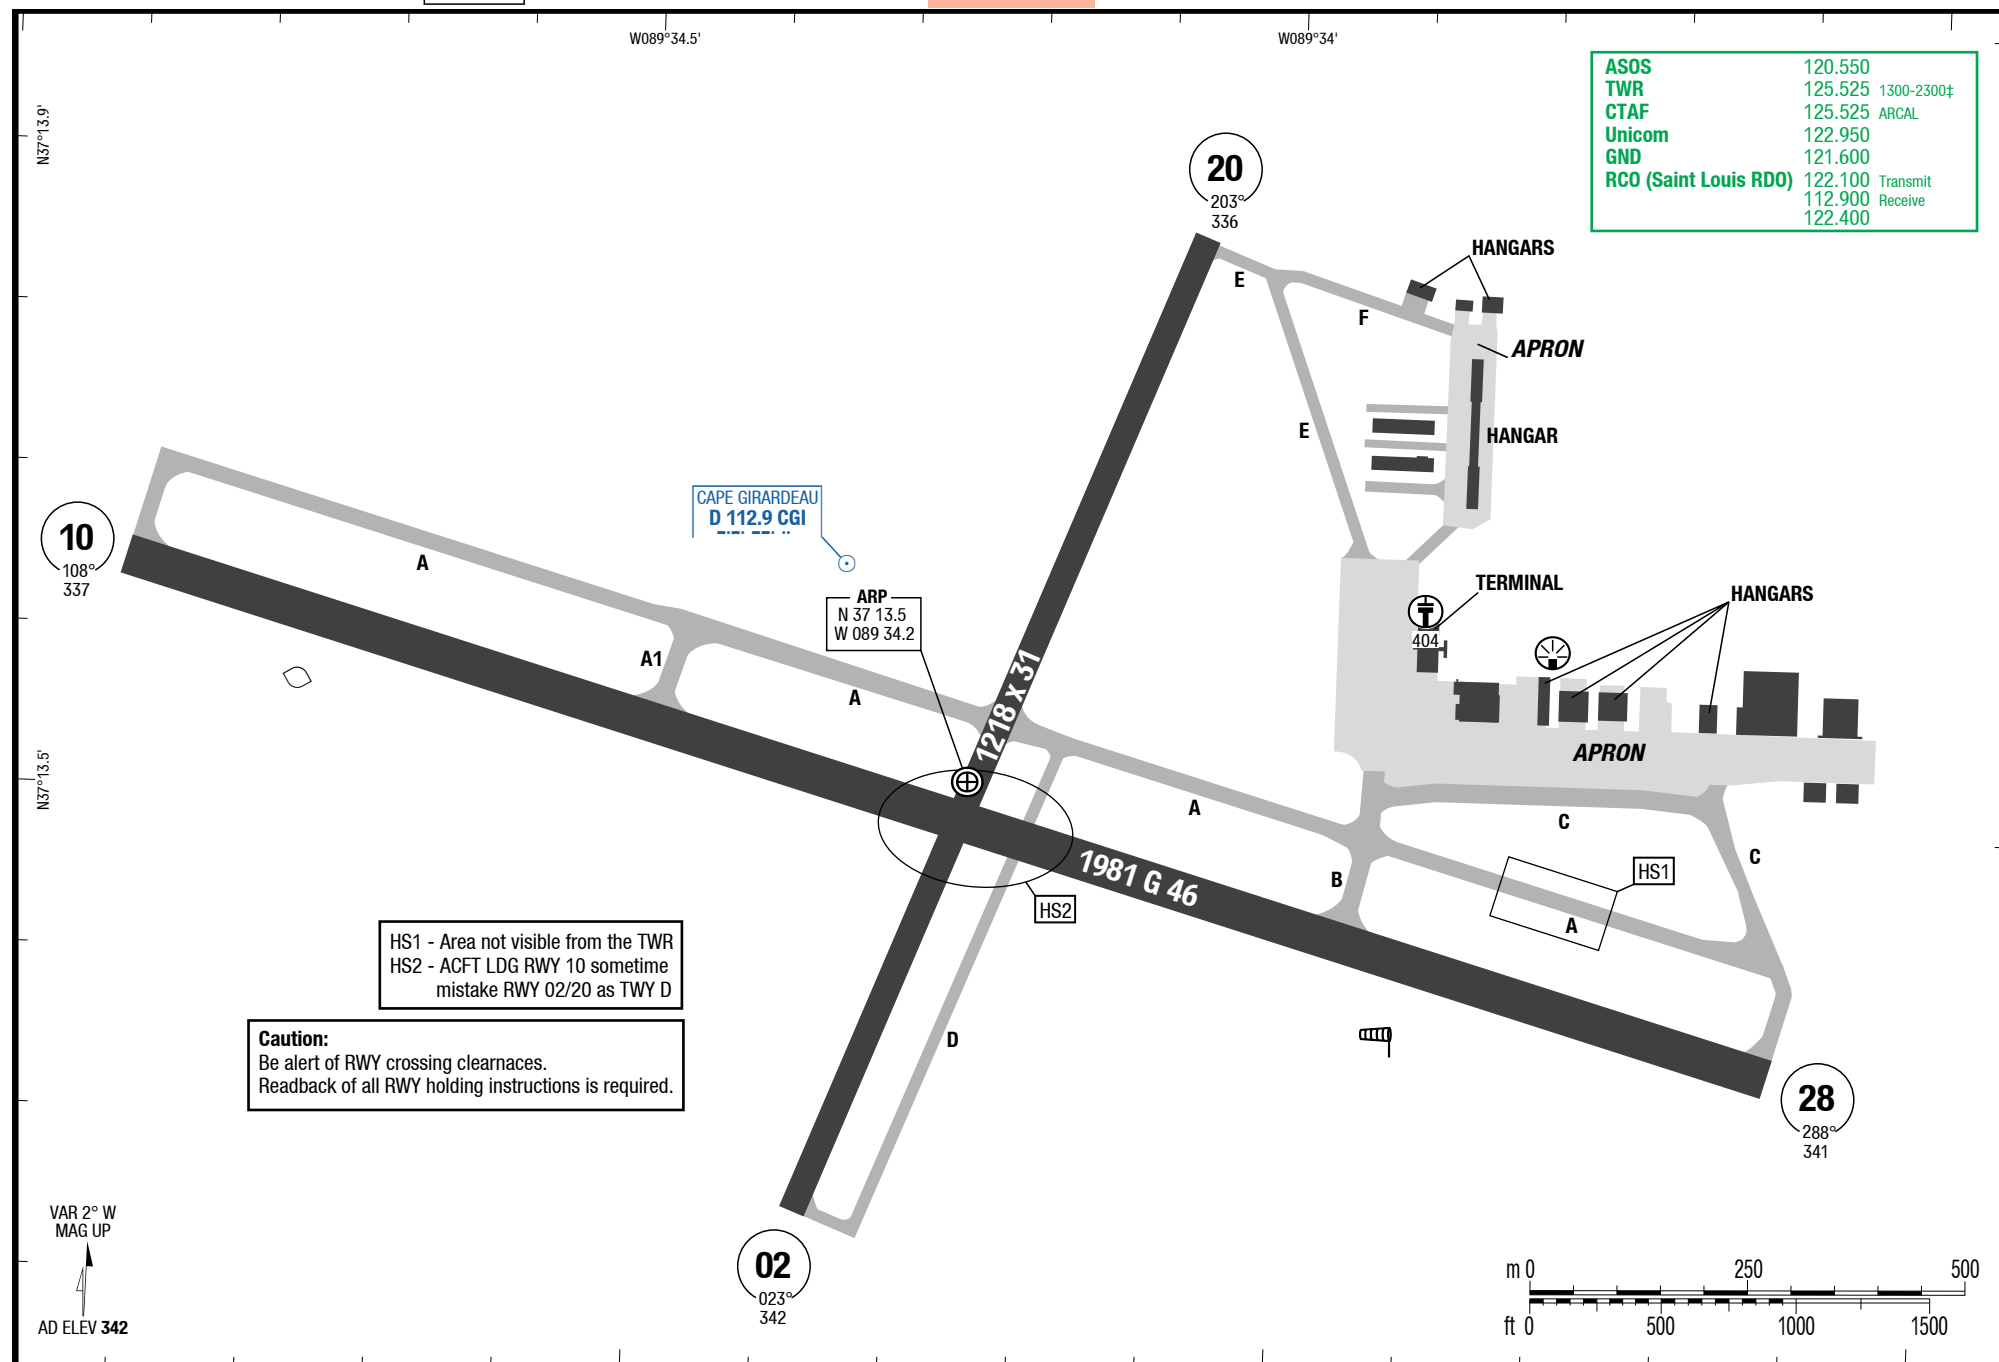 W089°34.5'
W089°34'
N37°13.9'
N37°13.5'
ASOS 120.550
TWR 125.525 1300-2300‡
CTAF 125.525 ARCAL
Unicom 122.950
GND 121.600
RCO (Saint Louis RDO) 122.100 Transmit
112.900 Receive
122.400
20
203°
336
HANGARS
E
F
APRON
E
HANGAR
10
108°
337
A
CAPE GIRARDEAU
D 112.9 CGI
ARP
N 37 13.5
W 089 34.2
A1
A
1218 x 31
TERMINAL
404
HANGARS
APRON
A
C
C
B
HS1
A
1981 G 46
HS2
HS1 - Area not visible from the TWR
HS2 - ACFT LDG RWY 10 sometime
mistake RWY 02/20 as TWY D
Caution:
Be alert of RWY crossing clearnaces.
Readback of all RWY holding instructions is required.
D
28
288°
341
02
023°
342
VAR 2° W
MAG UP
AD ELEV 342
m 0 250 500
ft 0 500 1000 1500